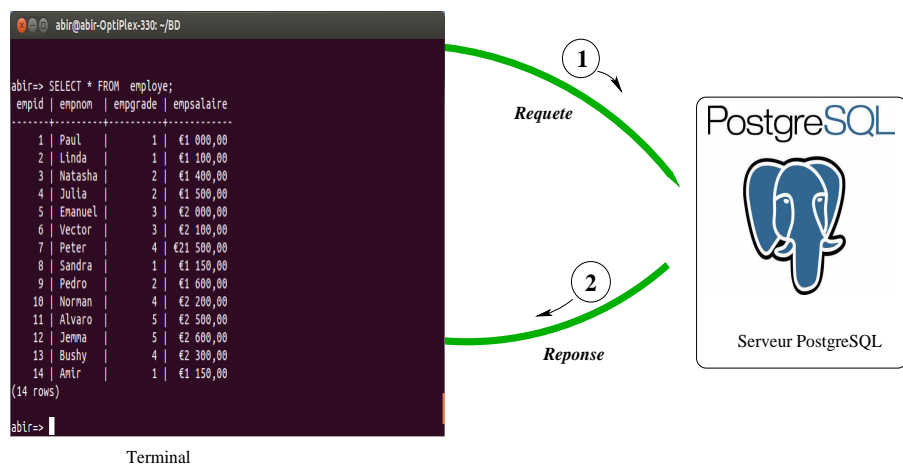 abir@abir-OptiPlex-330: ~/BD
abir=> SELECT * FROM  employe;
 empid | empnom  | empgrade | empsalaire
-------+---------+----------+------------
     1 | Paul    |        1 |  €1 000,00
     2 | Linda   |        1 |  €1 100,00
     3 | Natasha |        2 |  €1 400,00
     4 | Julia   |        2 |  €1 500,00
     5 | Emanuel |        3 |  €2 000,00
     6 | Vector  |        3 |  €2 100,00
     7 | Peter   |        4 | €21 500,00
     8 | Sandra  |        1 |  €1 150,00
     9 | Pedro   |        2 |  €1 600,00
    10 | Norman  |        4 |  €2 200,00
    11 | Alvaro  |        5 |  €2 500,00
    12 | Jemma   |        5 |  €2 600,00
    13 | Bushy   |        4 |  €2 300,00
    14 | Amir    |        1 |  €1 150,00
(14 rows)
abir=>
Terminal
1
Requete
PostgreSQL
Serveur PostgreSQL
2
Reponse